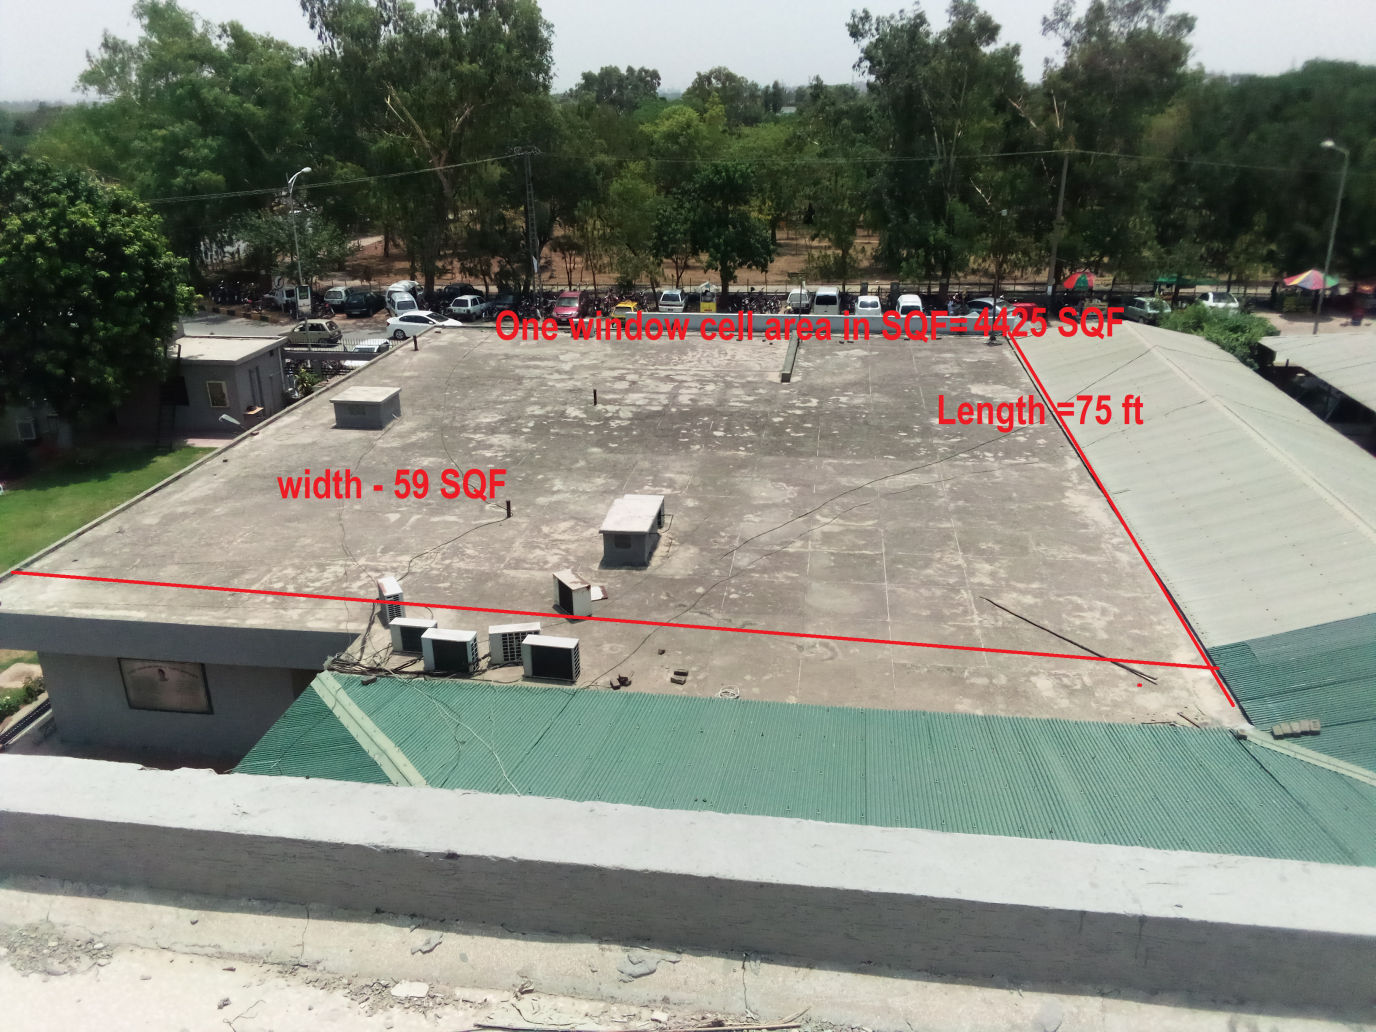 One window cell area in SQF=4425 SQF
Length =75 ft
width - 59 SQF